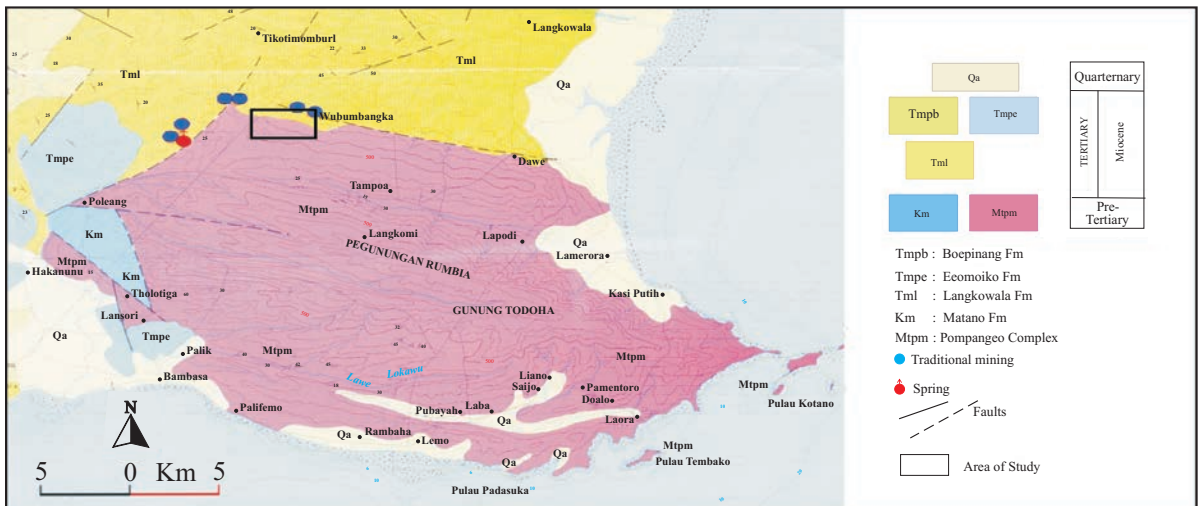 Langkowala
Tikotimomburl
Tml
Tml
Qa
Wubumbangka
Tmpe
Dawe
Tampoa
Poleang
Mtpm
Km
Langkomi
Lapodi
Qa
PEGUNUNGAN RUMBIA
Lamerora
Mtpm
Hakanunu
Km
Tholotiga
Kasi Putih
GUNUNG TODOHA
Lansori
Qa
Tmpe
Palik
Mtpm
Mtpm
Liano
Mtpm
Lawe Lokawu
Bambasa
Saijo
Pamentoro
Doalo
Pulau Kotano
Palifemo
Pubayah
Laba
Qa
Laora
N
Qa
Rambaha
Lemo
Mtpm
Qa
Qa
Pulau Tembako
5 0 Km 5
Pulau Padasuka
Qa
Quarternary
Tmpb
Tmpe
TERTIARY
Miocene
Tml
Km
Mtpm
Pre-
Tertiary
Tmpb : Boepinang Fm
Tmpe : Eeomoiko Fm
Tml : Langkowala Fm
Km : Matano Fm
Mtpm : Pompangeo Complex
Traditional mining
Spring
Faults
Area of Study